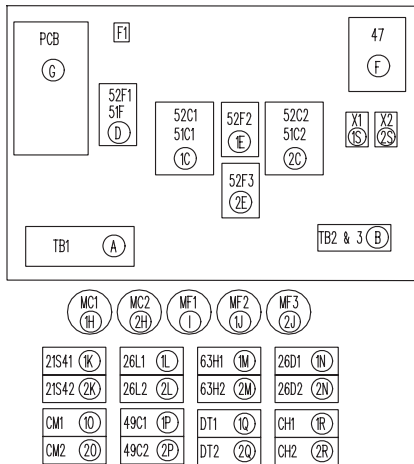 PCB
G
F1
47
F
52F1
51F
D
52C1
51C1
1C
52F2
1E
52C2
51C2
2C
X1
1S
X2
2S
52F3
2E
TB1 A
TB2 & 3 B
MC1
1H
MC2
2H
MF1
I
MF2
1J
MF3
2J
21S41 1K
26L1 1L
63H1 1M
26D1 1N
21S42 2K
26L2 2L
63H2 2M
26D2 2N
CM1 1O
49C1 1P
DT1 1Q
CH1 1R
CM2 2O
49C2 2P
DT2 2Q
CH2 2R